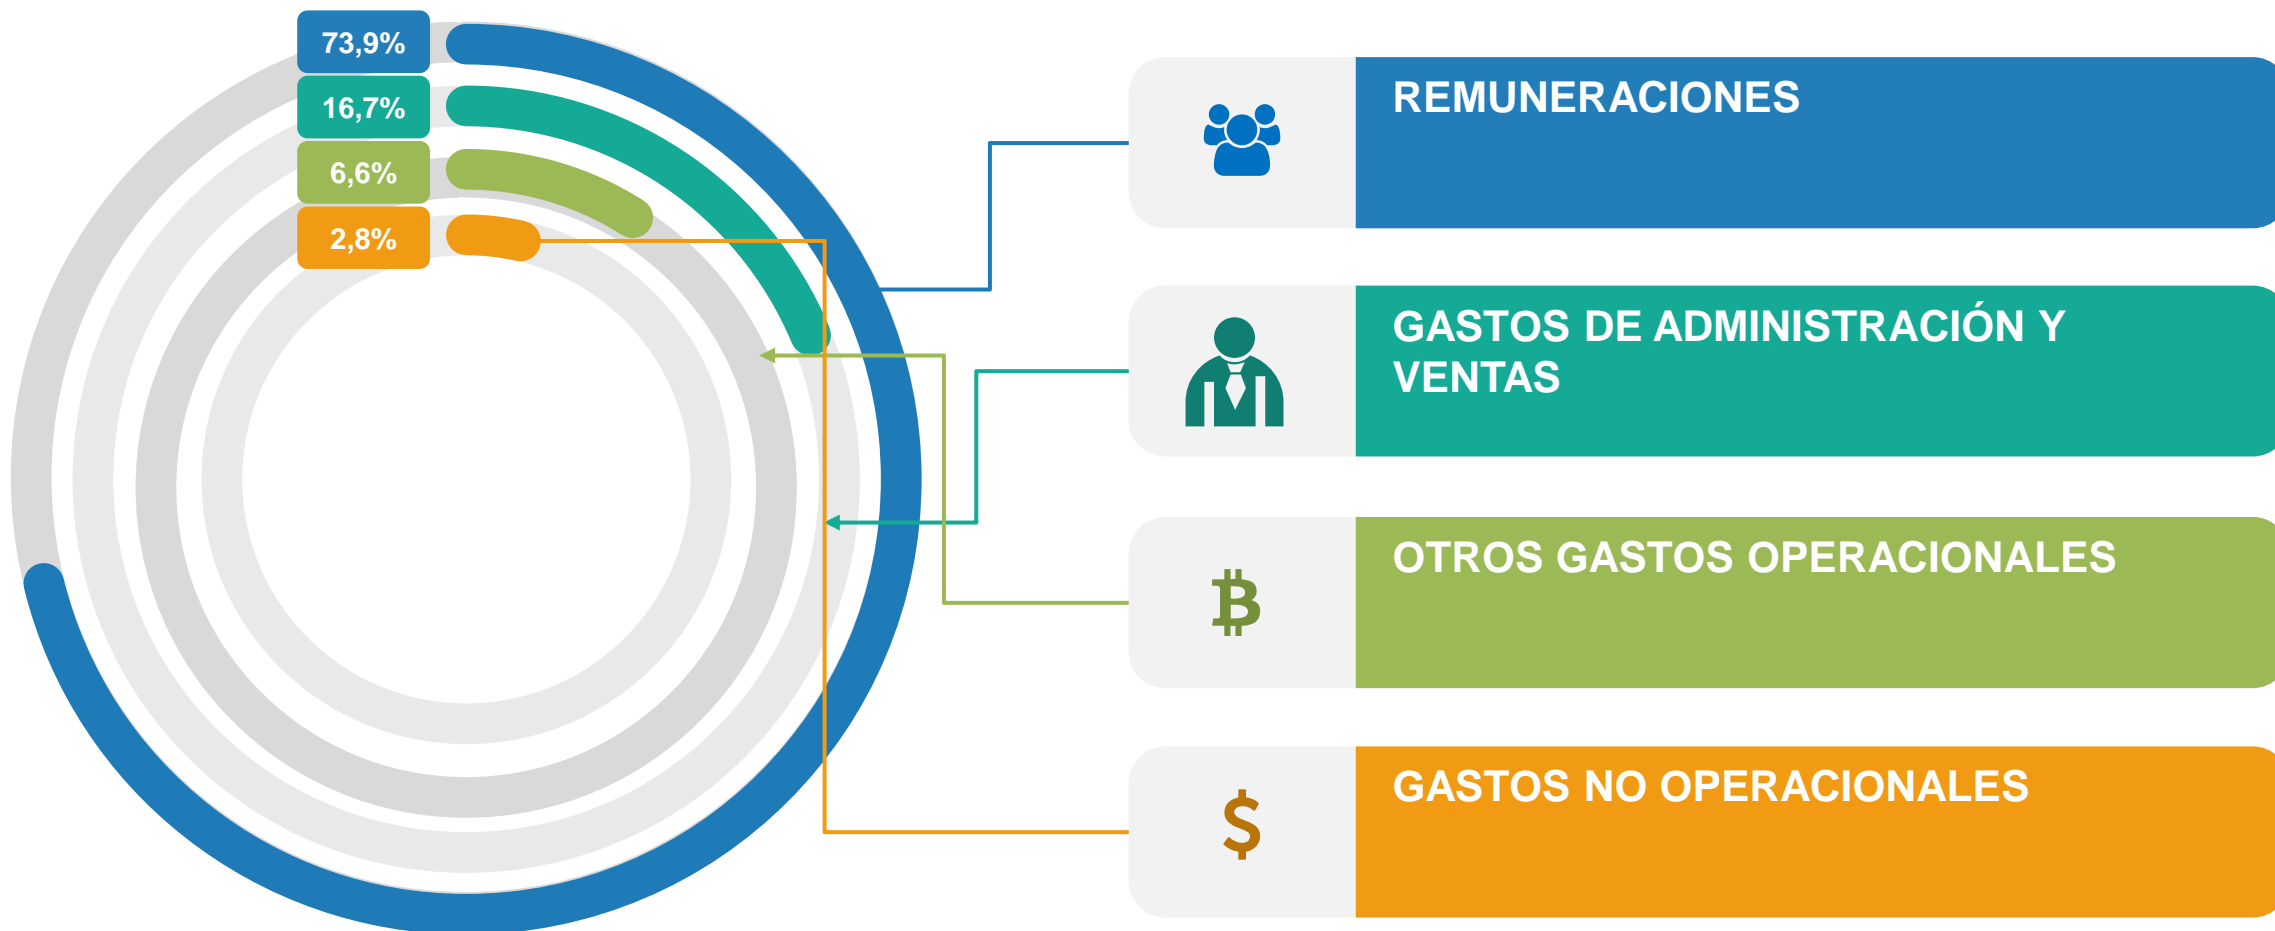 73,9%
16,7%
6,6%
2,8%
REMUNERACIONES
GASTOS DE ADMINISTRACIÓN Y
VENTAS
OTROS GASTOS OPERACIONALES
GASTOS NO OPERACIONALES